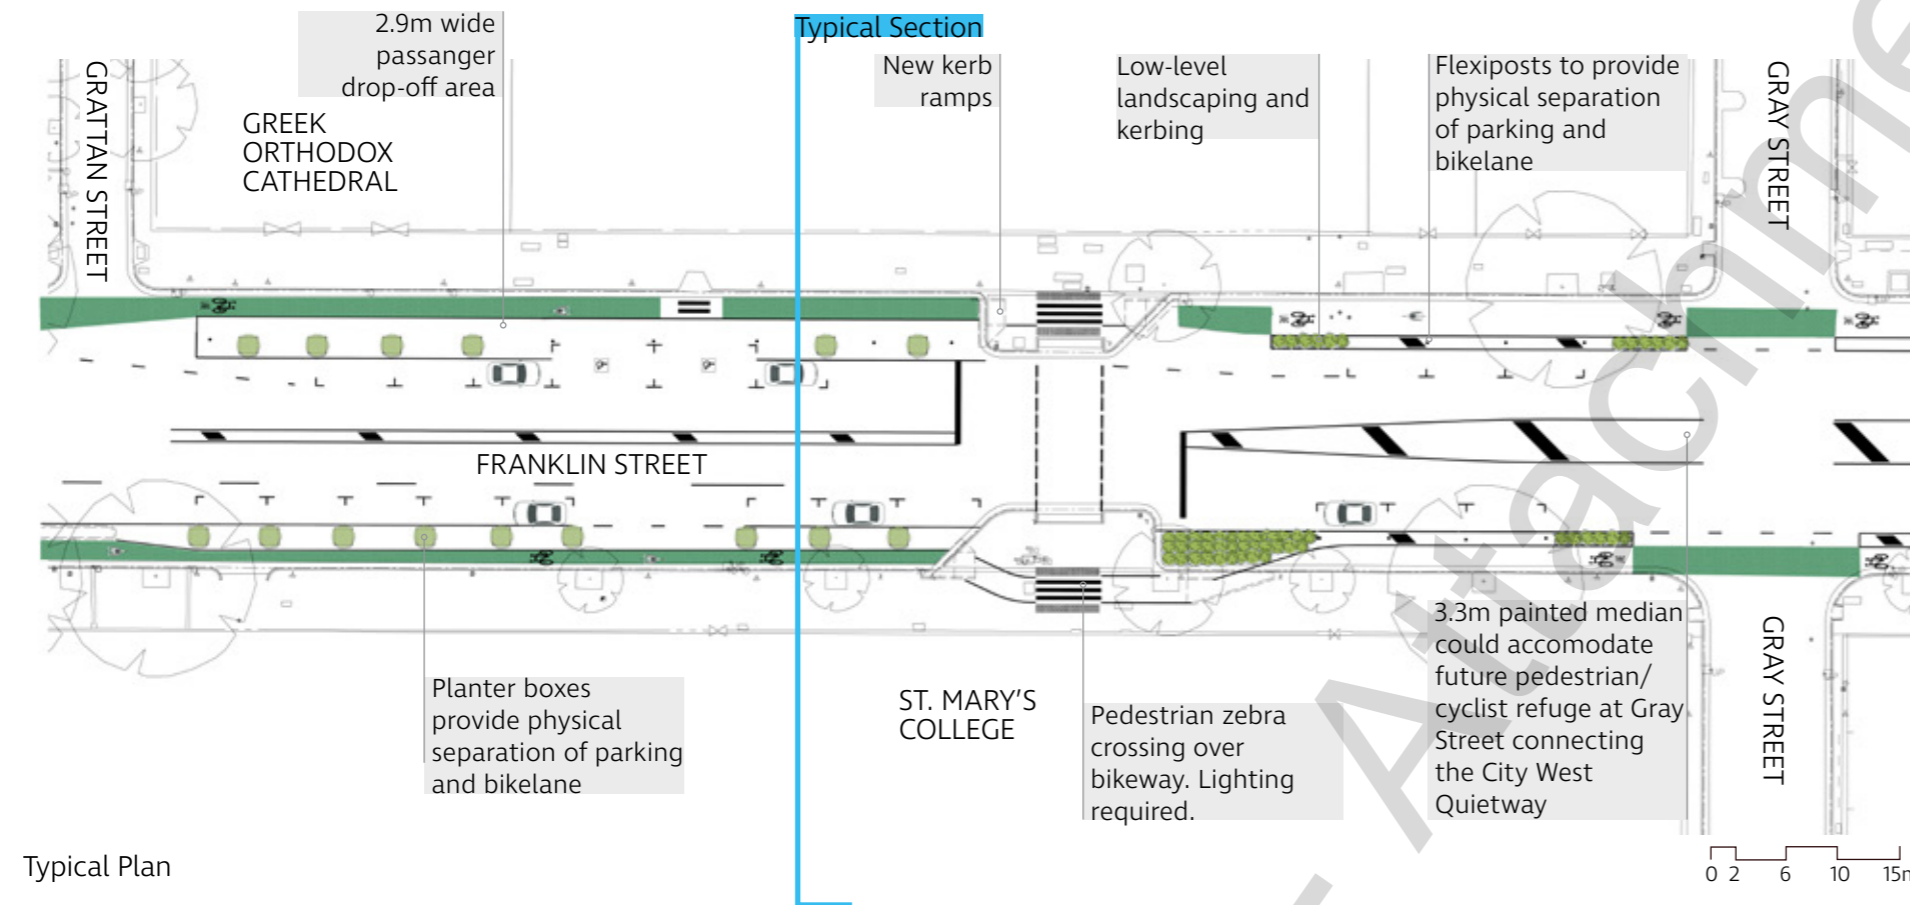 2.9m wide
passanger
drop-off area
Typical Section
New kerb
ramps
Low-level
landscaping and
kerbing
Flexiposts to provide
physical separation
of parking and
bikelane
GRATTAN STREET
GREEK
ORTHODOX
CATHEDRAL
GRAY STREET
FRANKLIN STREET
Planter boxes
provide physical
separation of parking
and bikelane
ST. MARY'S
COLLEGE
Pedestrian zebra
crossing over
bikeway. Lighting
required.
3.3m painted median
could accomodate
future pedestrian/
cyclist refuge at Gray
Street connecting
the City West
Quietway
GRAY STREET
Typical Plan
0 2 6 10 15m
- Attachme